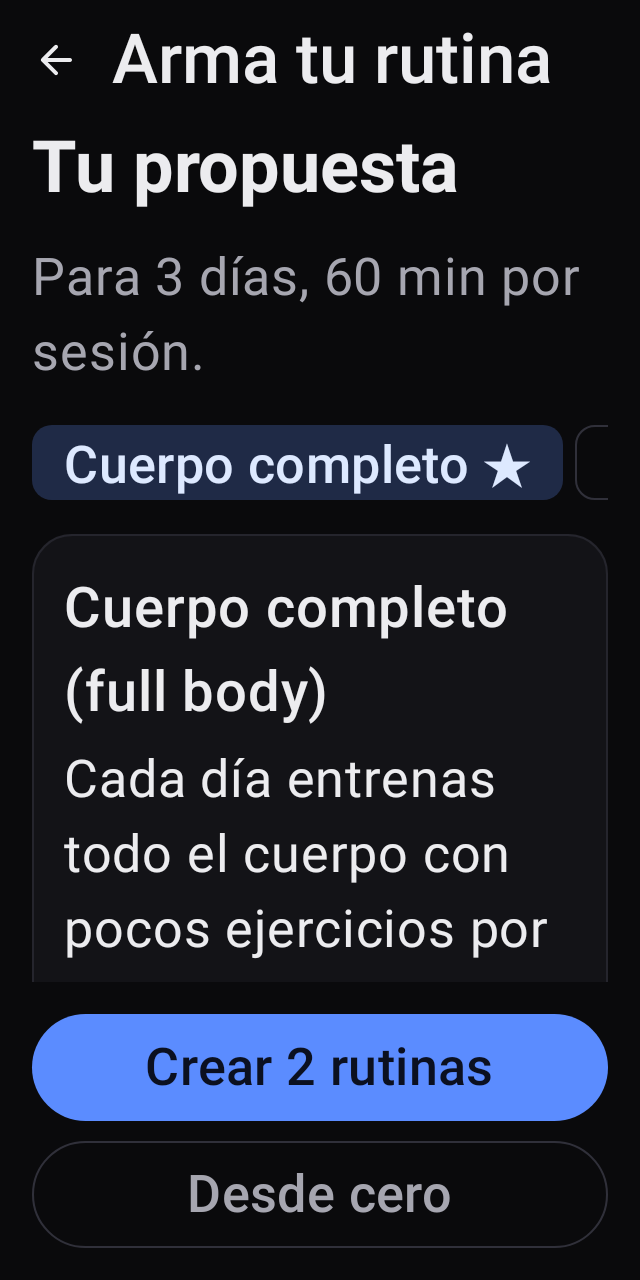 Arma tu rutina
Tu propuesta
Para 3 días, 60 min por
sesión.
Cuerpo completo ★
Cuerpo completo
(full body)
Cada día entrenas
todo el cuerpo con
pocos ejercicios por
Crear 2 rutinas
Desde cero